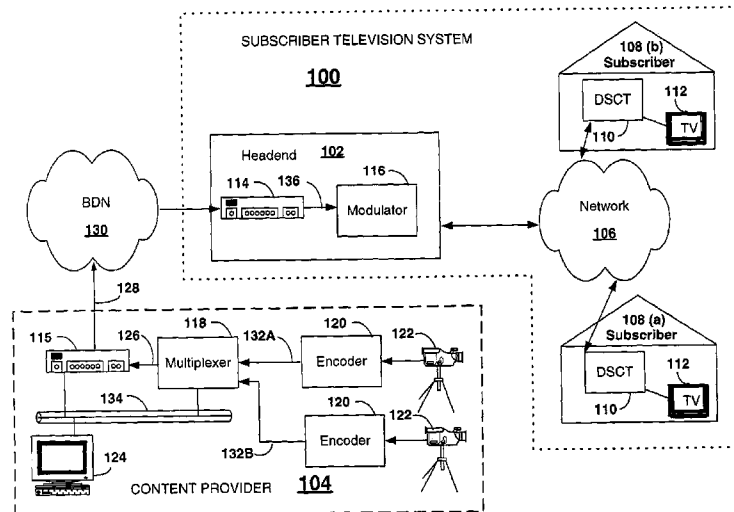 SUBSCRIBER TELEVISION SYSTEM
100
108 (b)
Subscriber
DSCT
110
112
TV
Headend 102
114
136
116
Modulator
BDN
130
Network
106
128
115
126
118
Multiplexer
132A
120
Encoder
122
134
120
Encoder
122
132B
124
CONTENT PROVIDER 104
108 (a)
Subscriber
DSCT
110
112
TV